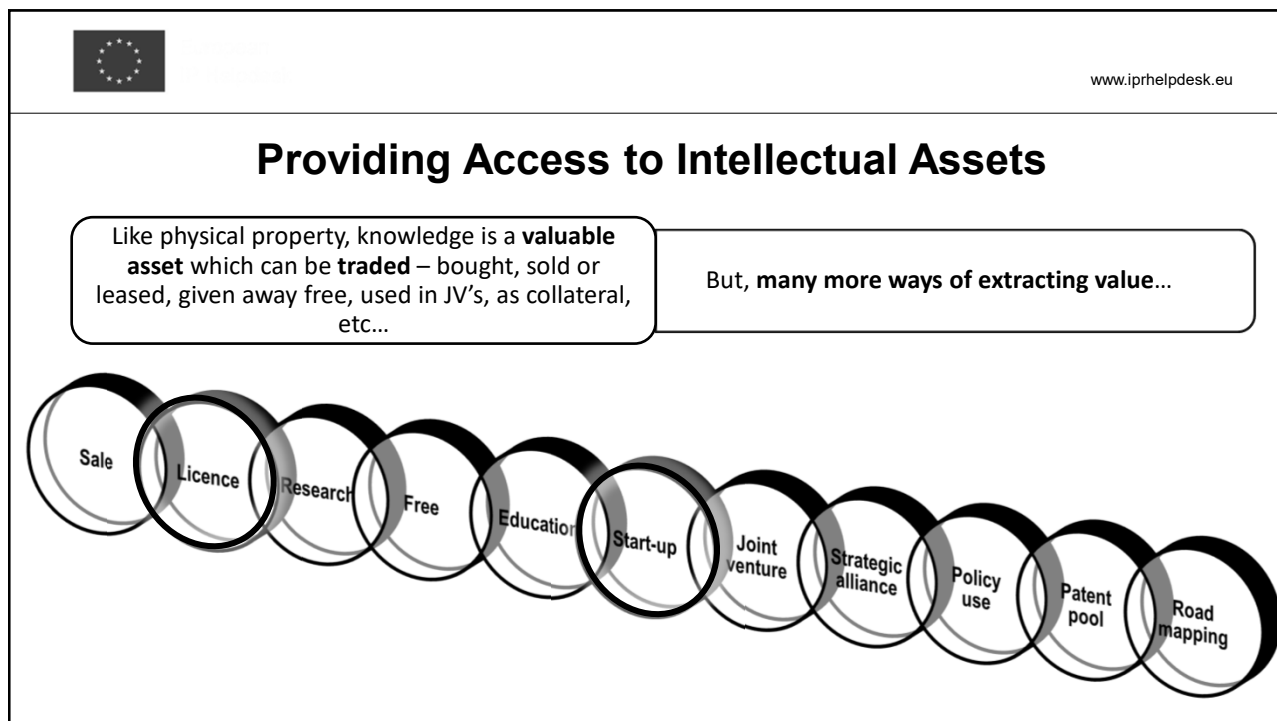 www.iprhelpdesk.eu
Providing Access to Intellectual Assets
Like physical property, knowledge is a valuable
asset which can be traded – bought, sold or
leased, given away free, used in JV's, as collateral,
etc…
But, many more ways of extracting value…
Sale
Licence
Research
Free
Education
Start-up
Joint
venture
Strategic
alliance
Policy
use
Patent
pool
Road
mapping